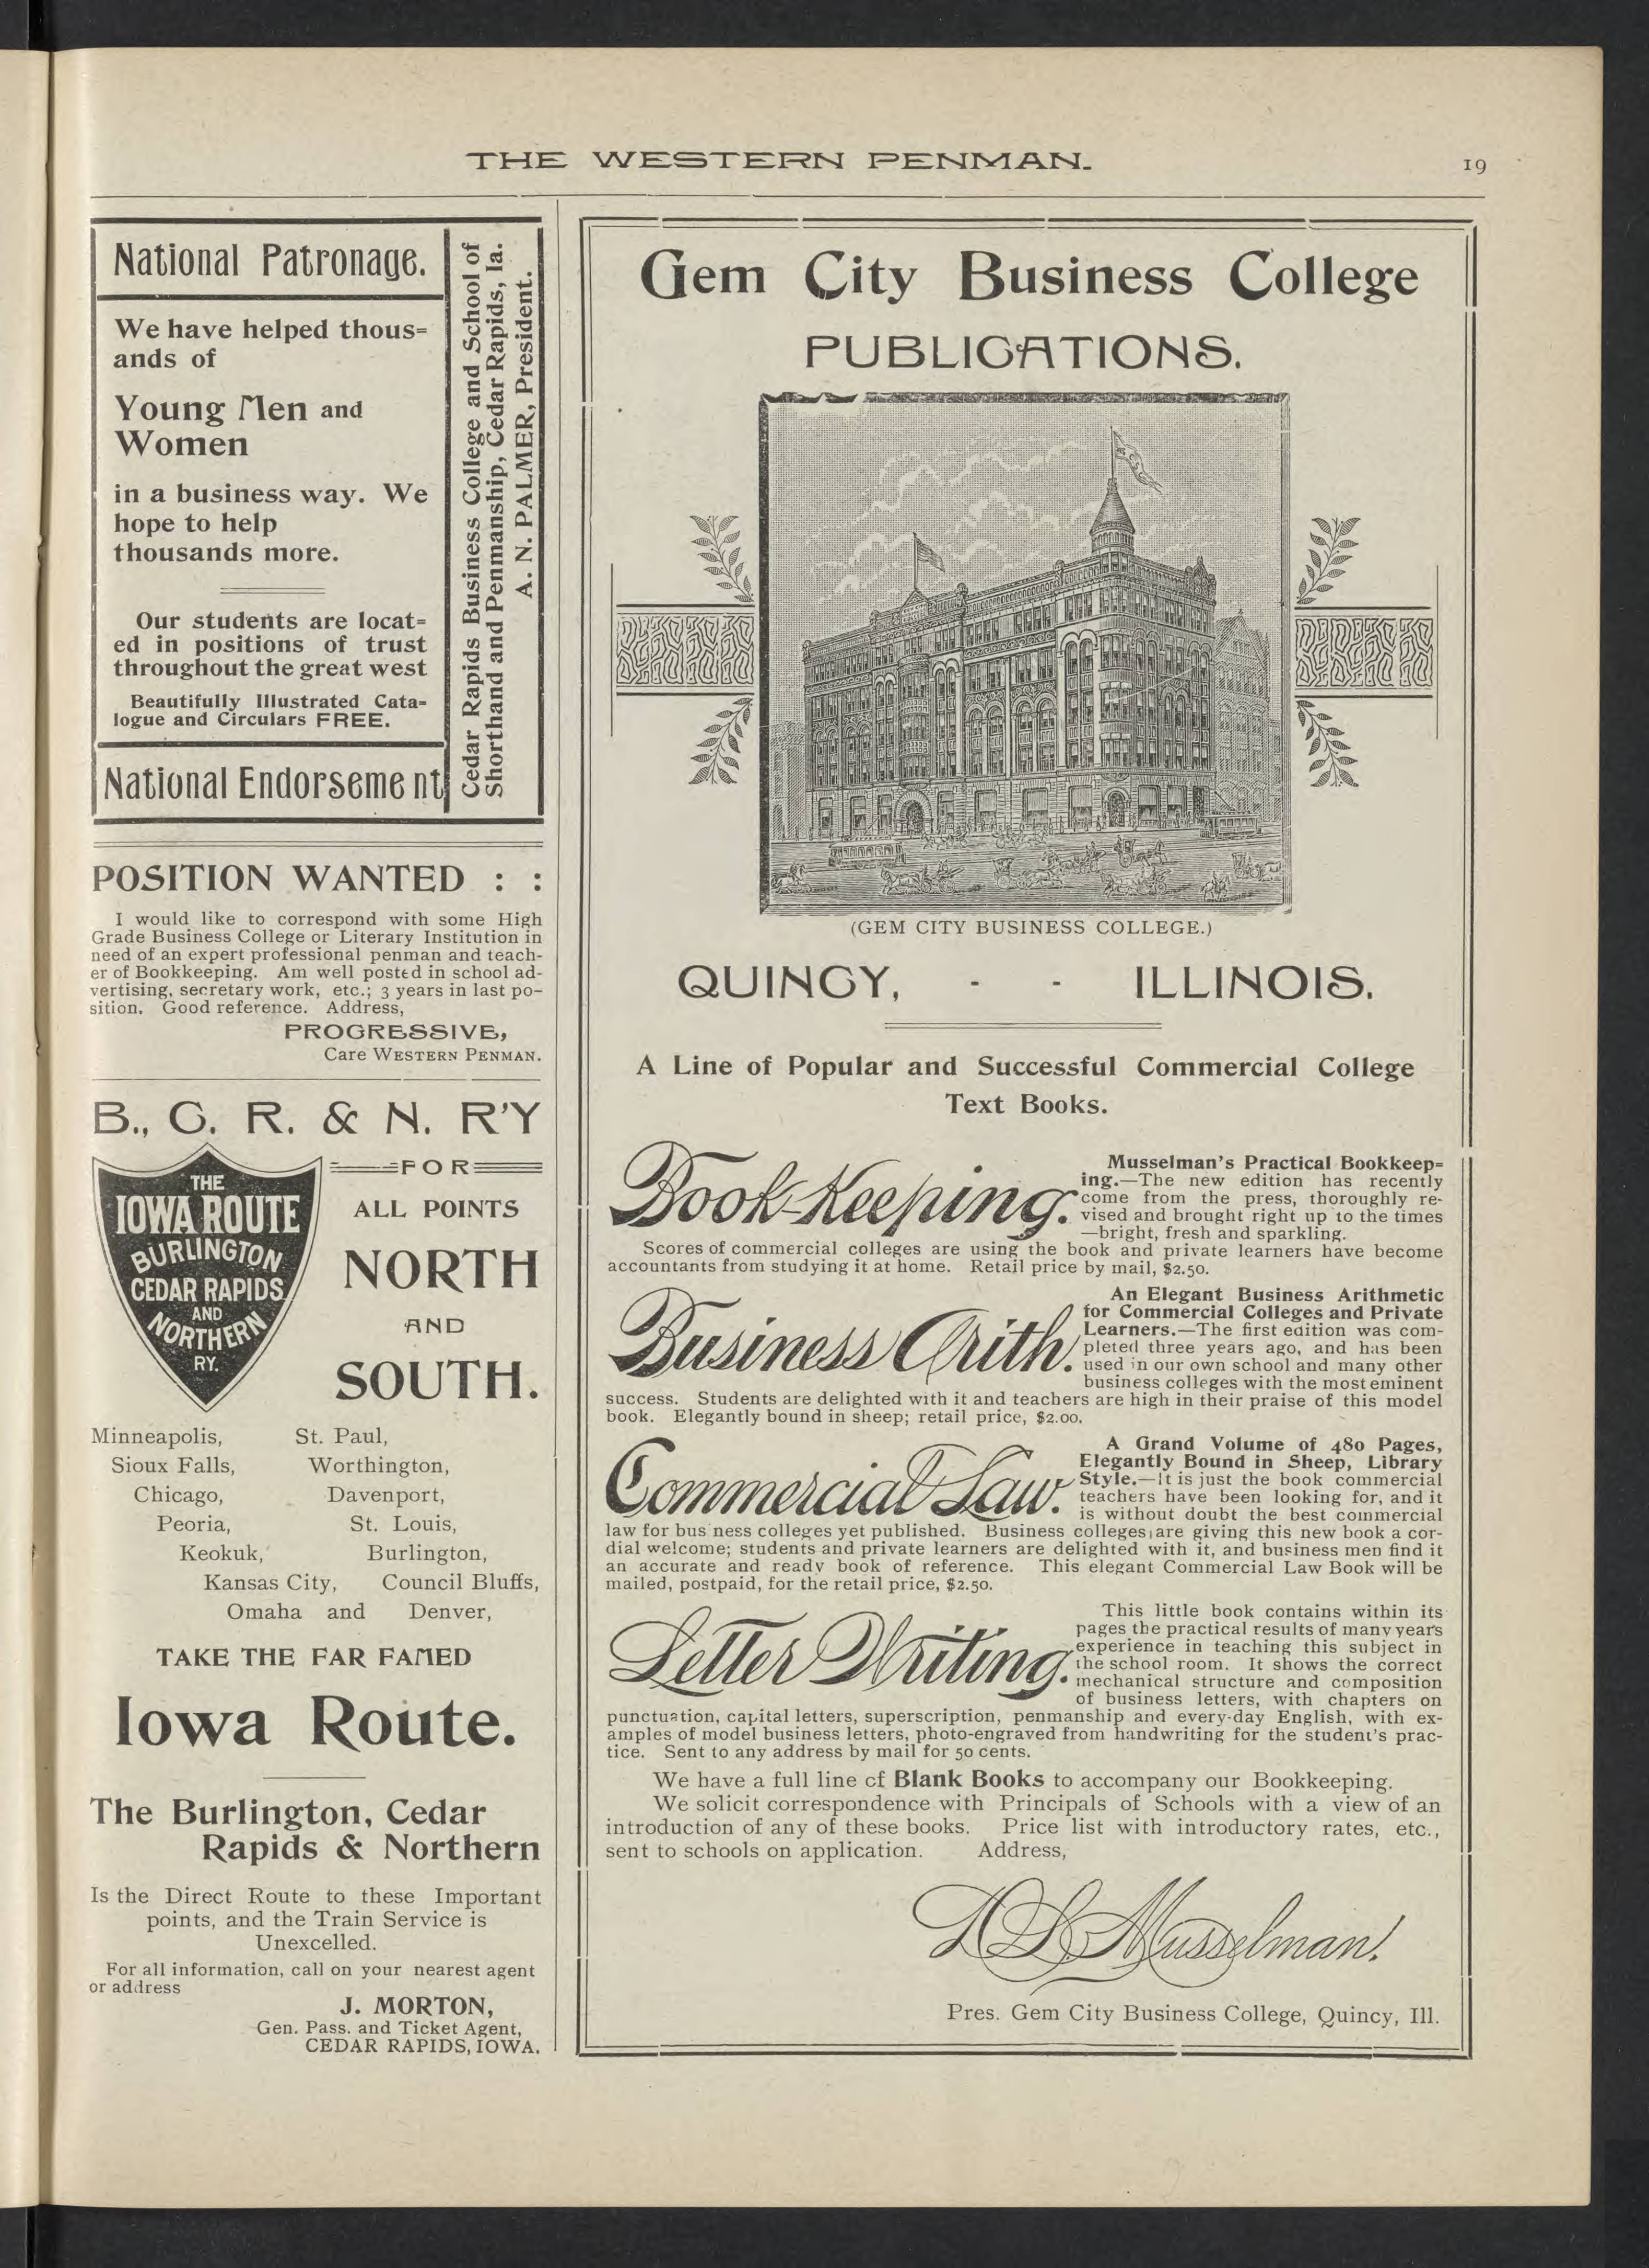 THE WESTERN PENMAN.
19
National Patronage.
We have helped thous=
ands of
Young Men and
Women
in a business way. We
hope to help
thousands more.
Our students are locat=
ed in positions of trust
throughout the great west
Beautifully Illustrated Cata=
logue and Circulars FREE.
National Endorsement
Cedar Rapids Business College and School of
Shorthand and Penmanship, Cedar Rapids, Ia.
A. N. PALMER, President.
POSITION WANTED : :
I would like to correspond with some High
Grade Business College or Literary Institution in
need of an expert professional penman and teach-
er of Bookkeeping. Am well posted in school ad-
vertising, secretary work, etc.; 3 years in last po-
sition. Good reference. Address,
PROGRESSIVE,
Care WESTERN PENMAN.
B., C. R. & N. R'Y
THE
IOWA ROUTE
BURLINGTON
CEDAR RAPIDS
AND
NORTHERN
RY.
FOR
ALL POINTS
NORTH
AND
SOUTH.
Minneapolis, St. Paul,
Sioux Falls, Worthington,
Chicago, Davenport,
Peoria, St. Louis,
Keokuk, Burlington,
Kansas City, Council Bluffs,
Omaha and Denver,
TAKE THE FAR FAMED
Iowa Route.
The Burlington, Cedar
Rapids & Northern
Is the Direct Route to these Important
points, and the Train Service is
Unexcelled.
For all information, call on your nearest agent
or address
J. MORTON,
Gen. Pass. and Ticket Agent,
CEDAR RAPIDS, IOWA.
Gem City Business College
PUBLICATIONS.
(GEM CITY BUSINESS COLLEGE.)
QUINCY, - - ILLINOIS.
A Line of Popular and Successful Commercial College
Text Books.
Book-Keeping.
Musselman's Practical Bookkeep=
ing.—The new edition has recently
come from the press, thoroughly re-
vised and brought right up to the times
—bright, fresh and sparkling.
Scores of commercial colleges are using the book and private learners have become
accountants from studying it at home. Retail price by mail, $2.50.
Business Arith.
An Elegant Business Arithmetic
for Commercial Colleges and Private
Learners.—The first edition was com-
pleted three years ago, and has been
used in our own school and many other
business colleges with the most eminent
success. Students are delighted with it and teachers are high in their praise of this model
book. Elegantly bound in sheep; retail price, $2.00.
Commercial Law.
A Grand Volume of 480 Pages,
Elegantly Bound in Sheep, Library
Style.—It is just the book commercial
teachers have been looking for, and it
is without doubt the best commercial
law for bus ness colleges yet published. Business colleges are giving this new book a cor-
dial welcome; students and private learners are delighted with it, and business men find it
an accurate and ready book of reference. This elegant Commercial Law Book will be
mailed, postpaid, for the retail price, $2.50.
Letter Writing.
This little book contains within its
pages the practical results of many years
experience in teaching this subject in
the school room. It shows the correct
mechanical structure and composition
of business letters, with chapters on
punctuation, capital letters, superscription, penmanship and every-day English, with ex-
amples of model business letters, photo-engraved from handwriting for the student's prac-
tice. Sent to any address by mail for 50 cents.
We have a full line of Blank Books to accompany our Bookkeeping.
We solicit correspondence with Principals of Schools with a view of an
introduction of any of these books. Price list with introductory rates, etc.,
sent to schools on application. Address,
D L Musselman.
Pres. Gem City Business College, Quincy, Ill.